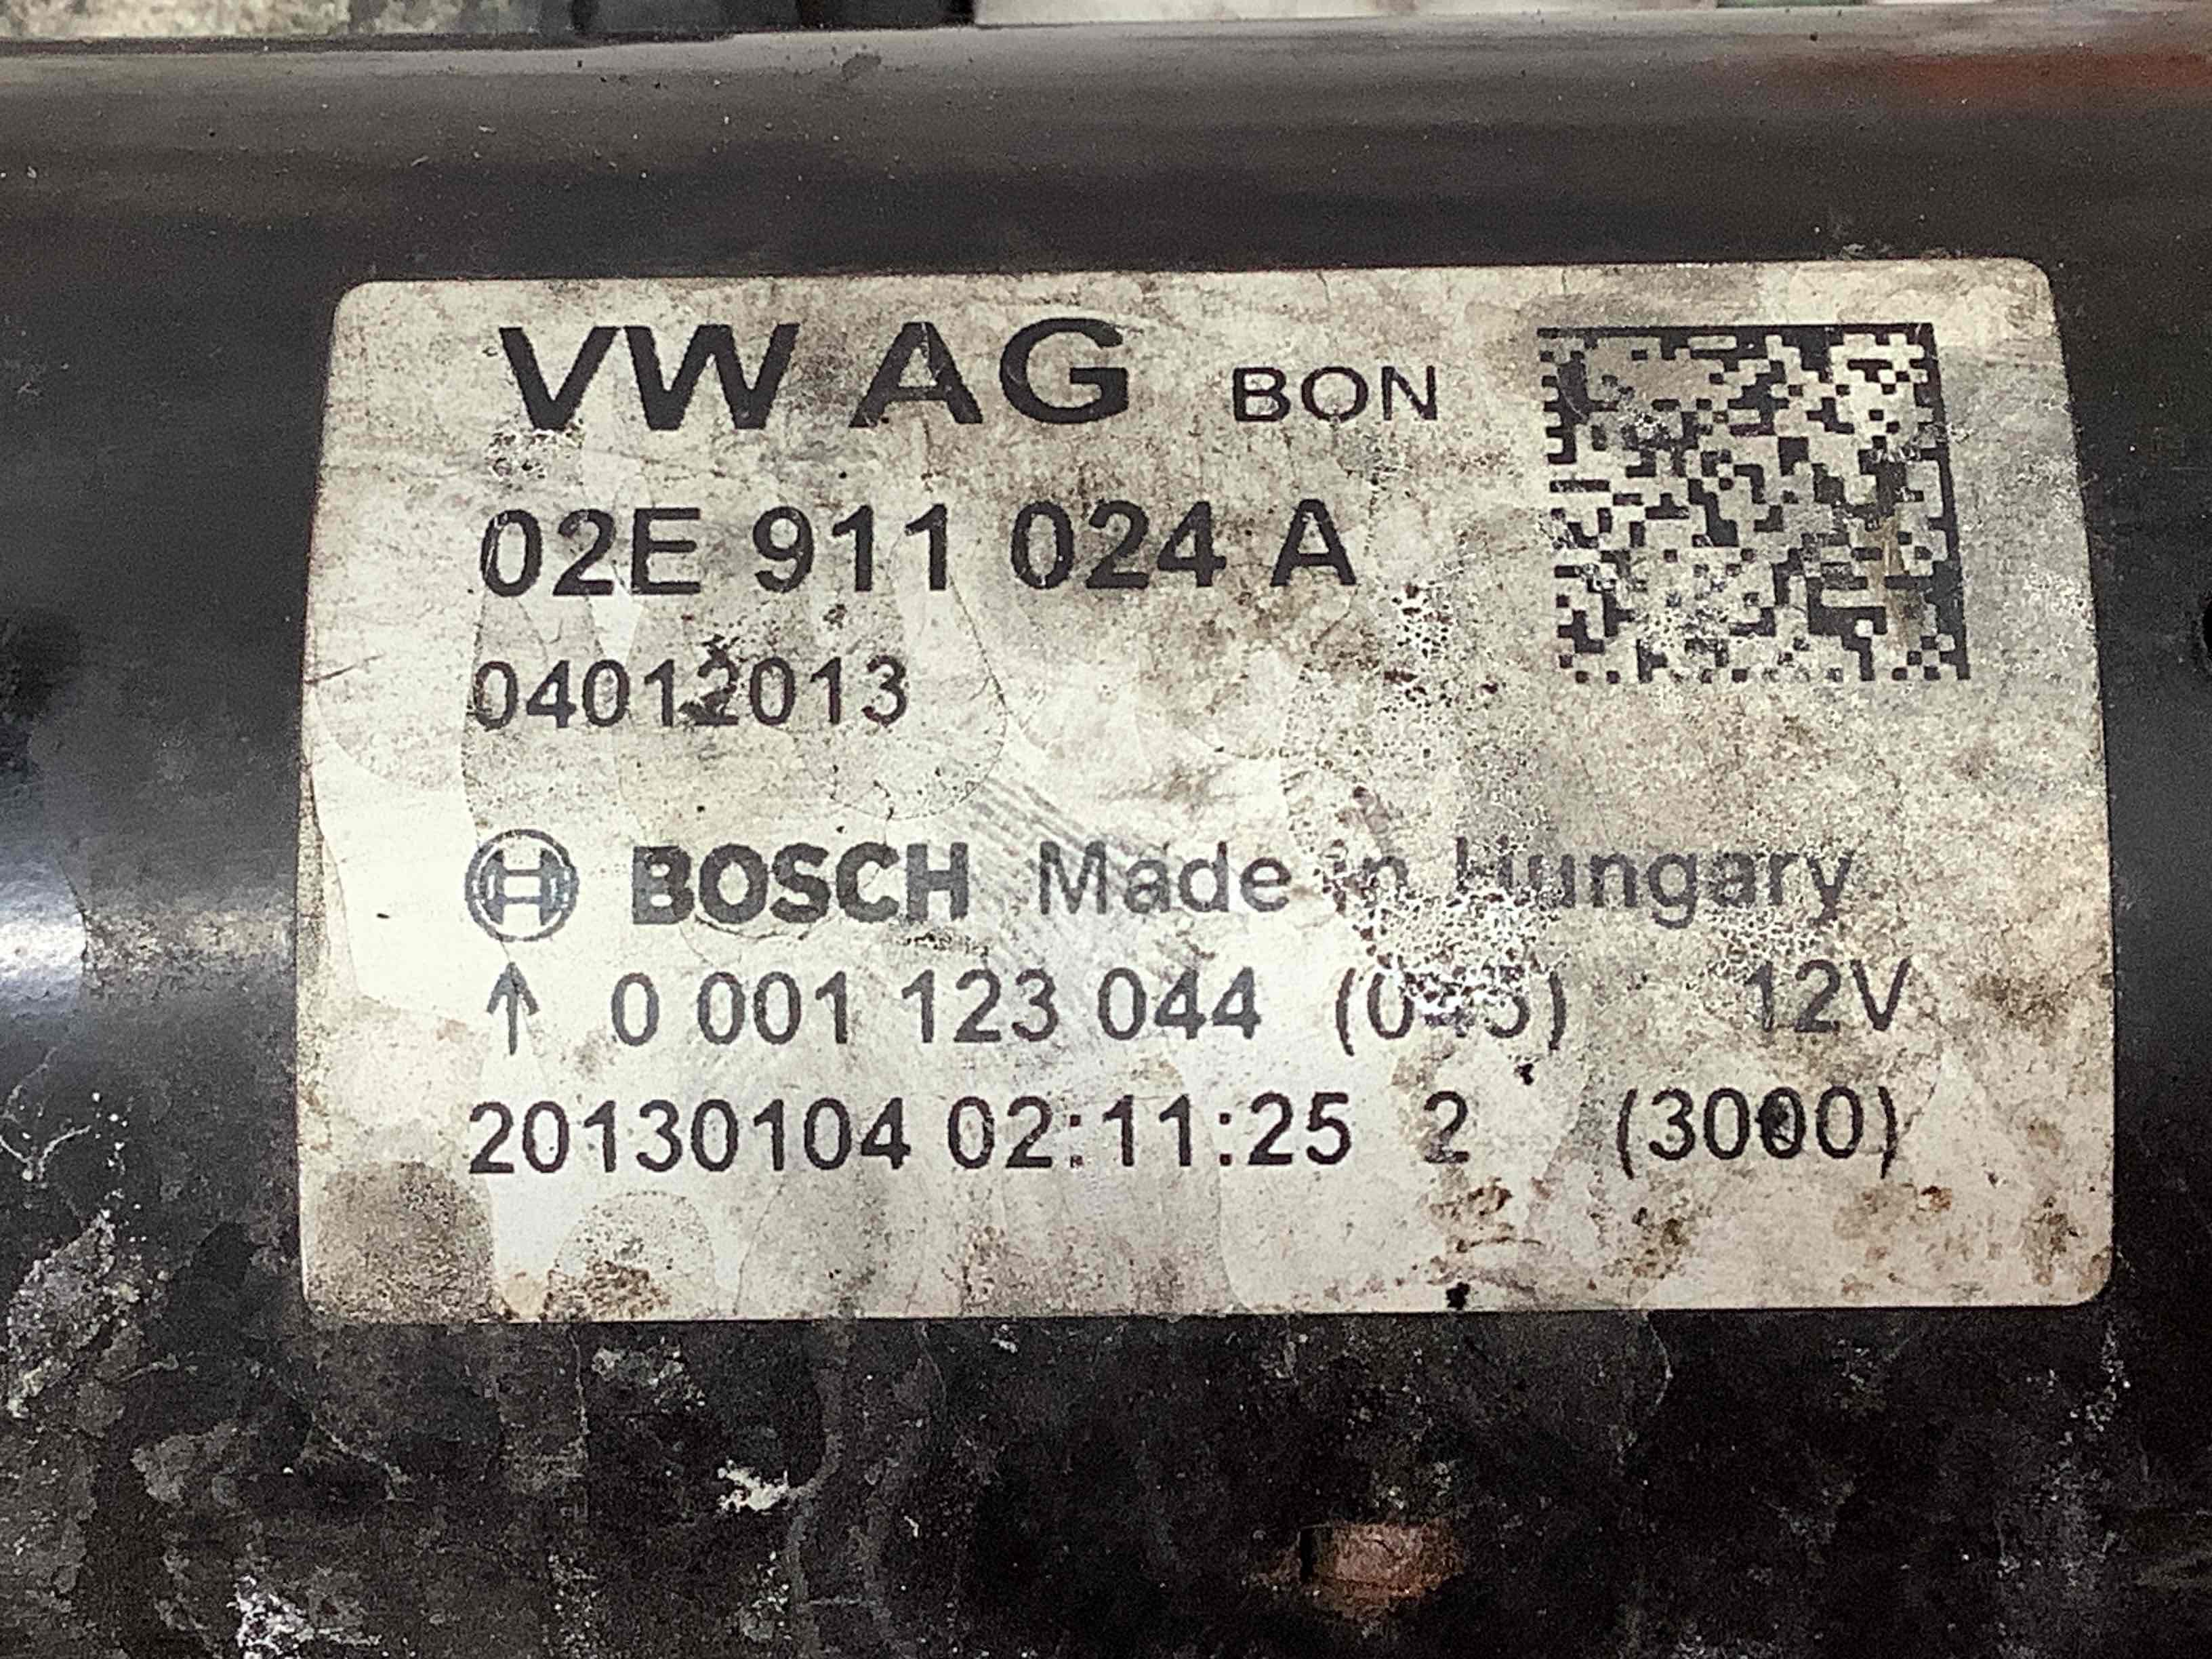 VW AG BON
02E 911 024 A
04012013
BOSCH Made in Hungary
↑ 0 001 123 044 12V
20130104 02:11:25 2 (3000)